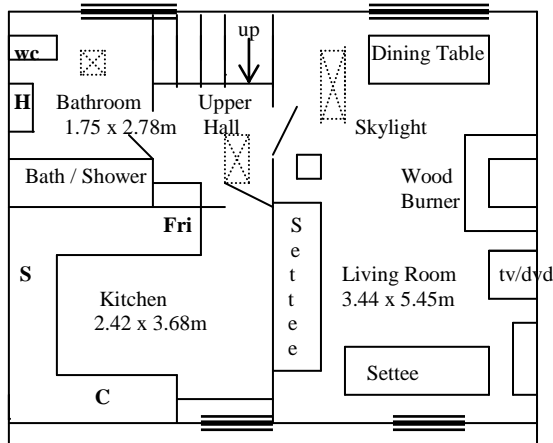 up
wc
Dining Table
H
Bathroom
1.75 x 2.78m
Upper
Hall
Skylight
Bath / Shower
Wood
Burner
Fri
S
e
t
t
e
e
S
Living Room
3.44 x 5.45m
tv/dvd
Kitchen
2.42 x 3.68m
Settee
C